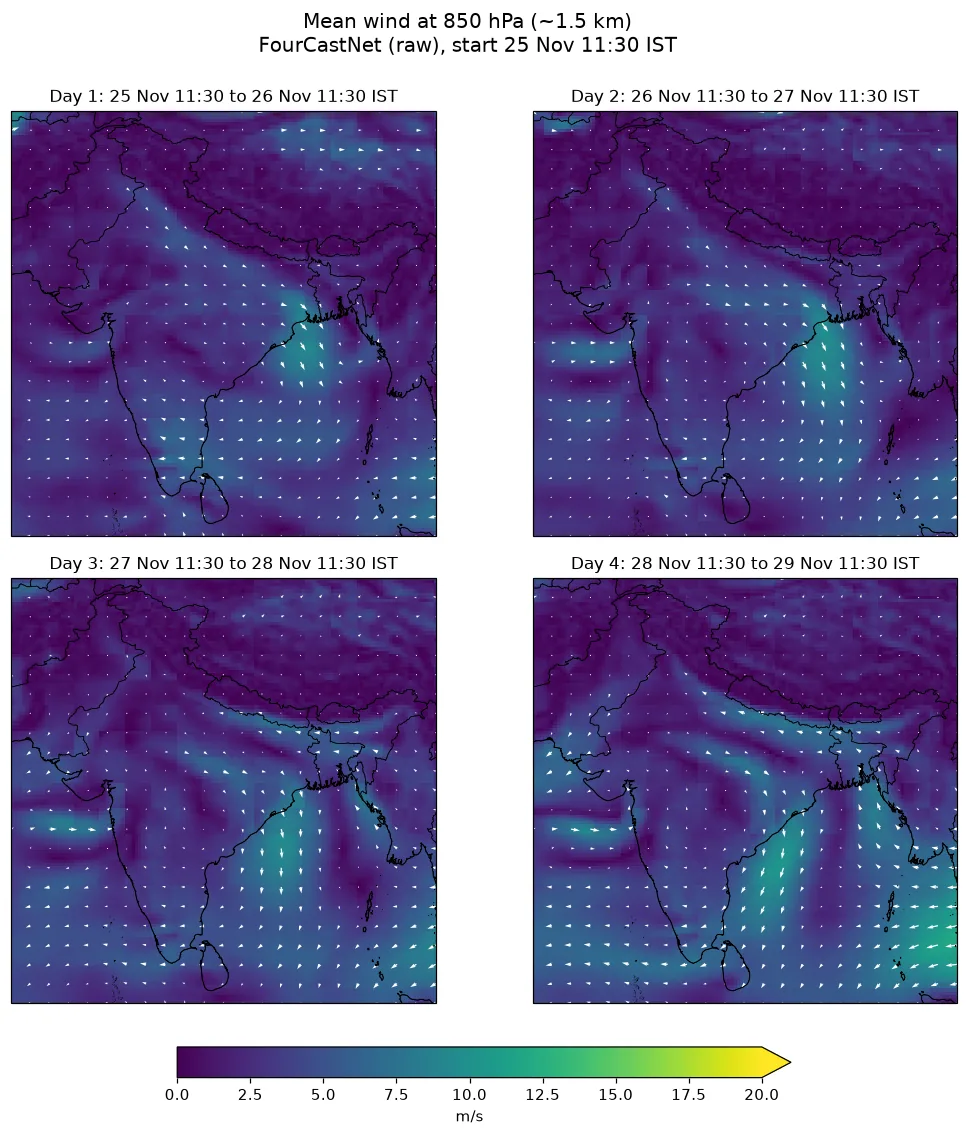 Mean wind at 850 hPa (~1.5 km)
FourCastNet (raw), start 25 Nov 11:30 IST
Day 1: 25 Nov 11:30 to 26 Nov 11:30 IST
Day 2: 26 Nov 11:30 to 27 Nov 11:30 IST
Day 3: 27 Nov 11:30 to 28 Nov 11:30 IST
Day 4: 28 Nov 11:30 to 29 Nov 11:30 IST
0.0 2.5 5.0 7.5 10.0 12.5 15.0 17.5 20.0
m/s